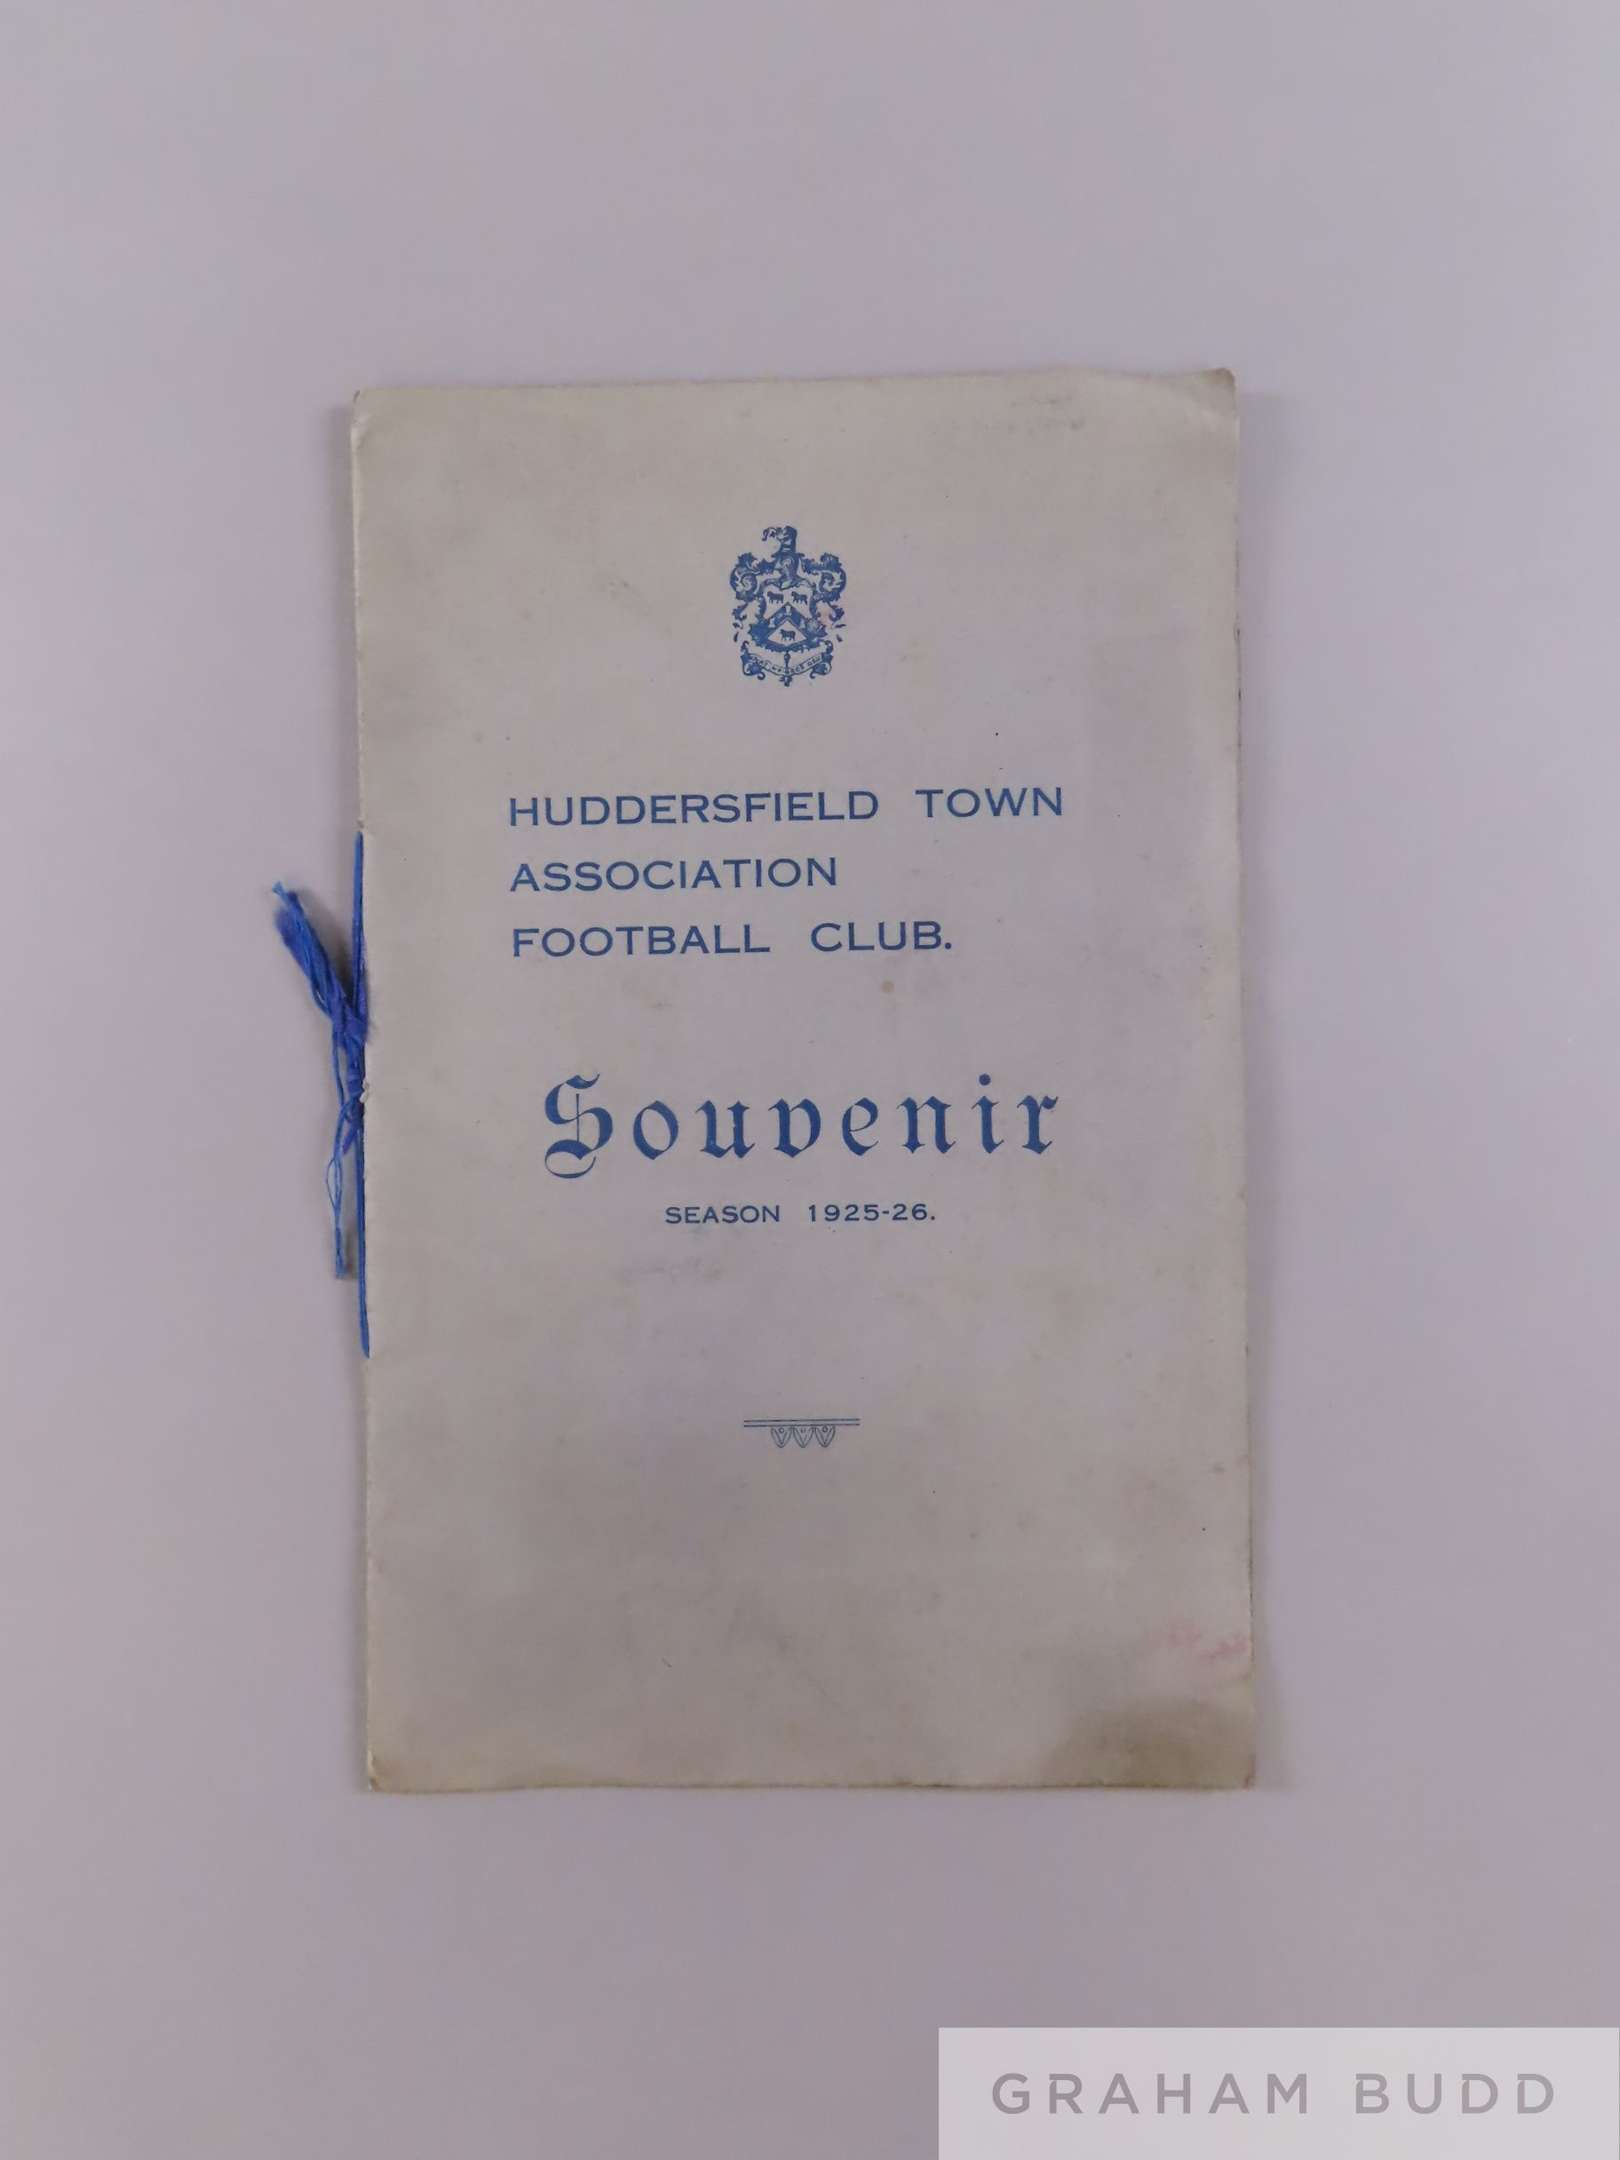 HUDDERSFIELD TOWN
ASSOCIATION
FOOTBALL CLUB.
Souvenir
SEASON 1925-26.
GRAHAM BUDD